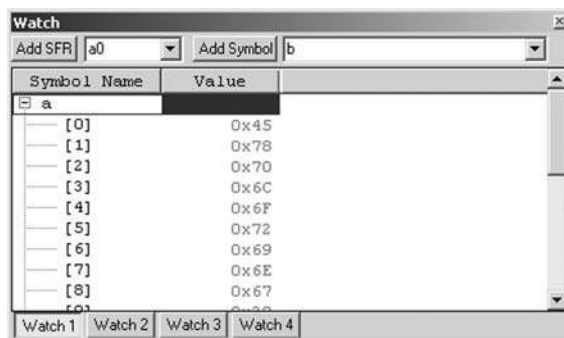 Watch
Add SFR a0 Add Symbol b
Symbol Name Value
a
[0] 0x45
[1] 0x78
[2] 0x70
[3] 0x6C
[4] 0x6F
[5] 0x72
[6] 0x69
[7] 0x6E
[8] 0x67
Watch 1 Watch 2 Watch 3 Watch 4